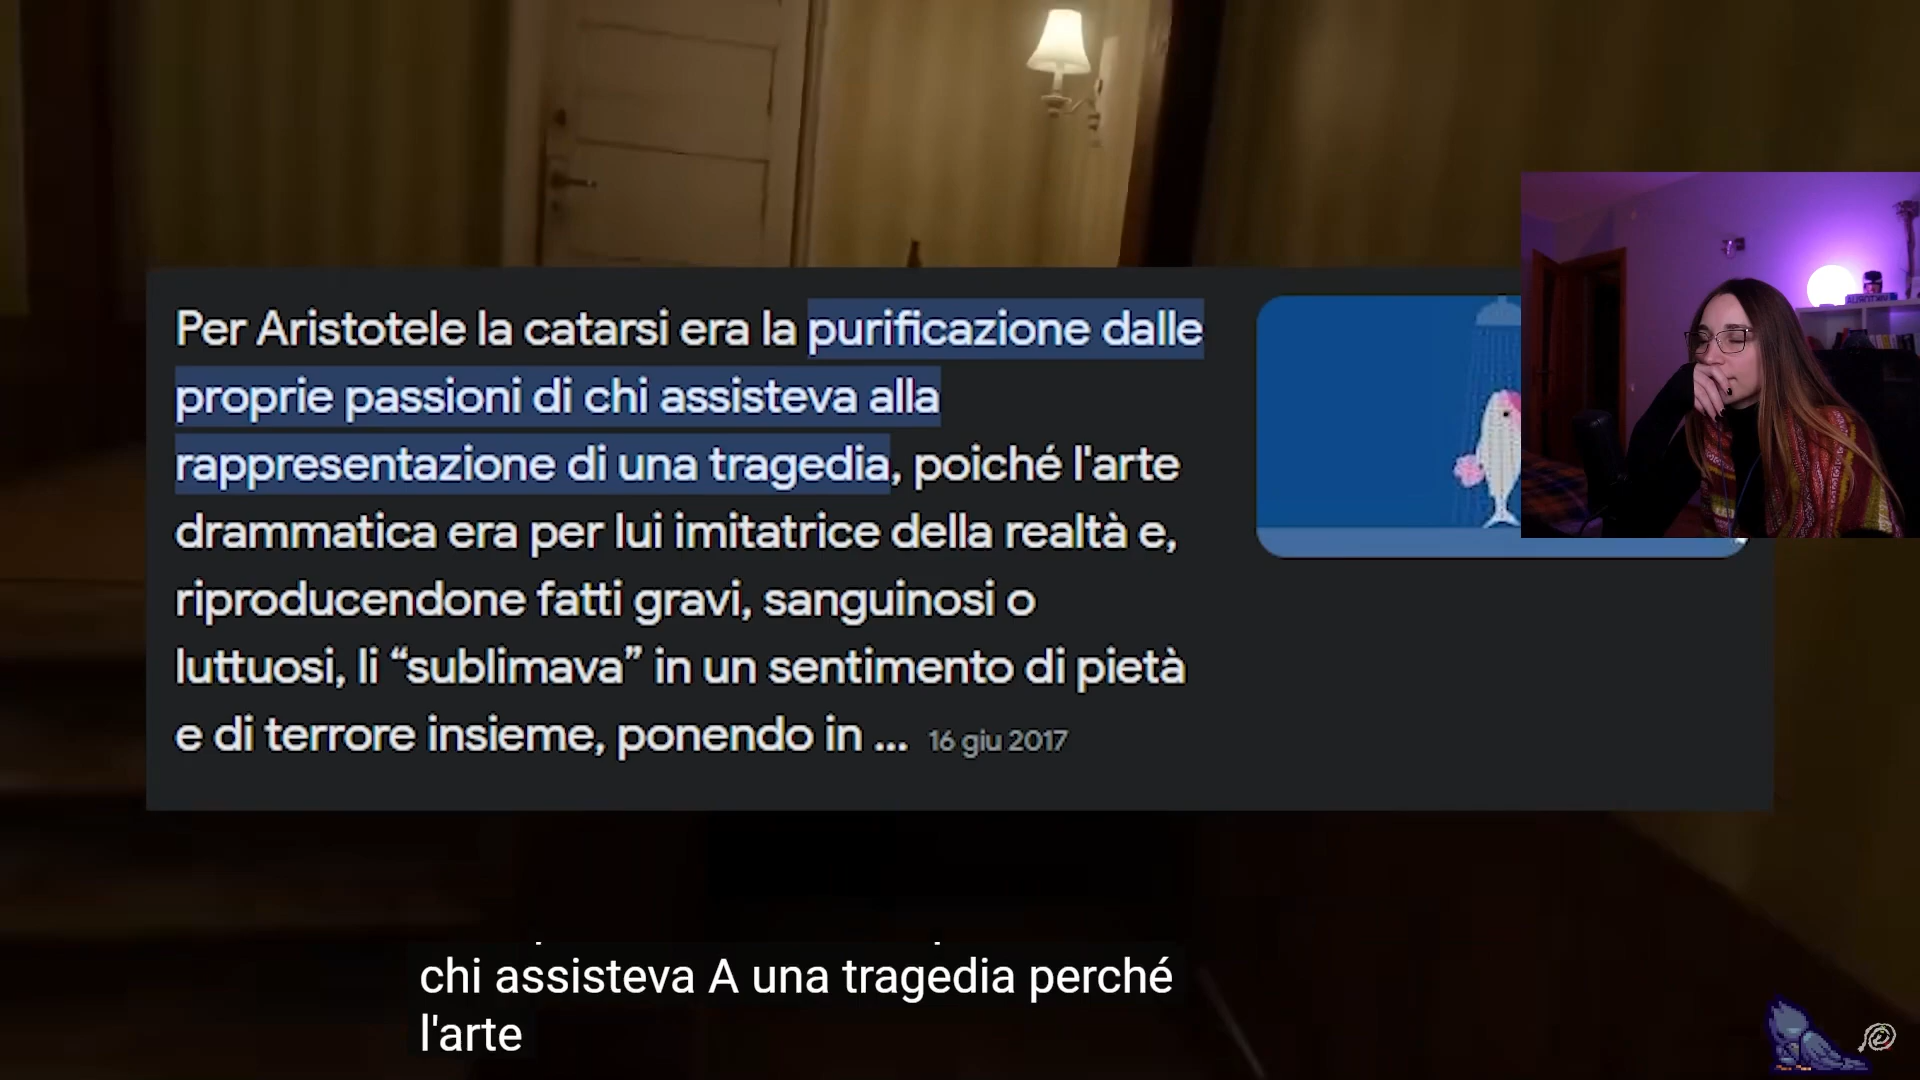 Per Aristotele la catarsi era la purificazione dalle
proprie passioni di chi assisteva alla
rappresentazione di una tragedia, poiché l'arte
drammatica era per lui imitatrice della realtà e,
riproducendone fatti gravi, sanguinosi o
luttuosi, li “sublimava” in un sentimento di pietà
e di terrore insieme, ponendo in ... 16 giu 2017
chi assisteva A una tragedia perché
l'arte